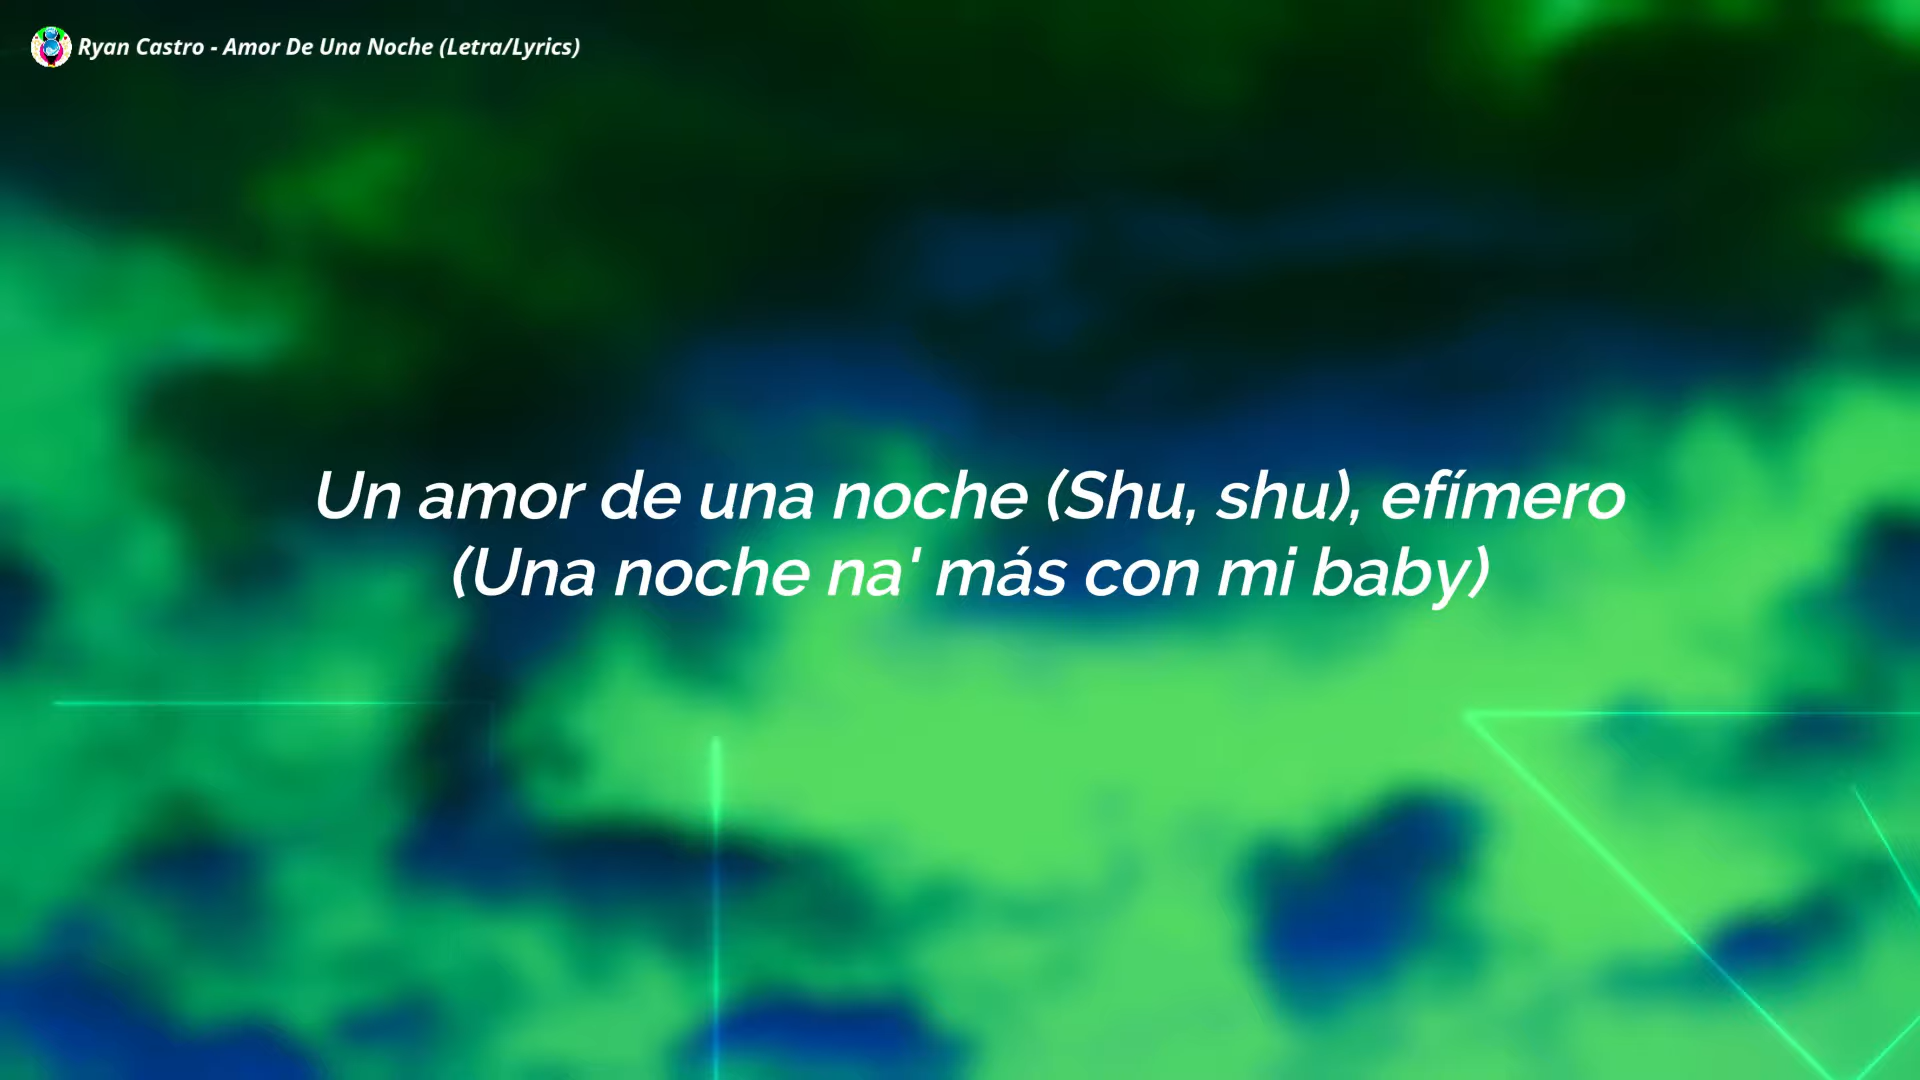 Ryan Castro - Amor De Una Noche (Letra/Lyrics)
Un amor de una noche (Shu, shu), efímero
(Una noche na' más con mi baby)